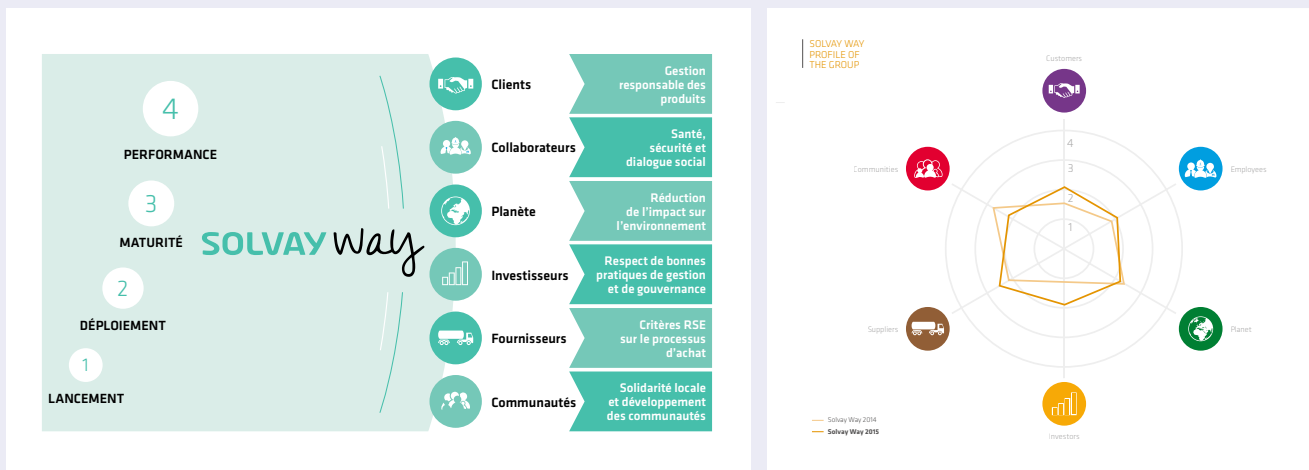 4
PERFORMANCE
3
MATURITÉ
2
DÉPLOIEMENT
1
LANCEMENT
SOLVAY Way
Clients
Gestion
responsable des
produits
Collaborateurs
Santé,
sécurité et
dialogue social
Planète
Réduction
de l'impact sur
l'environnement
Investisseurs
Respect de bonnes
pratiques de gestion
et de gouvernance
Fournisseurs
Critères RSE
sur le processus
d'achat
Communautés
Solidarité locale
et développement
des communautés
SOLVAY WAY
PROFILE OF
THE GROUP
Customers
Communities
Employees
4
3
2
1
Suppliers
Planet
Investors
Solvay Way 2014
Solvay Way 2015